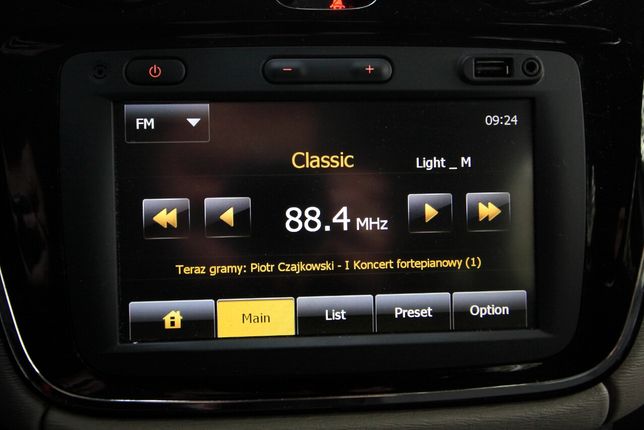 − +
FM 09:24
Classic Light _ M
88.4 MHz
Teraz gramy: Piotr Czajkowski - I Koncert fortepianowy (1)
Main List Preset Option